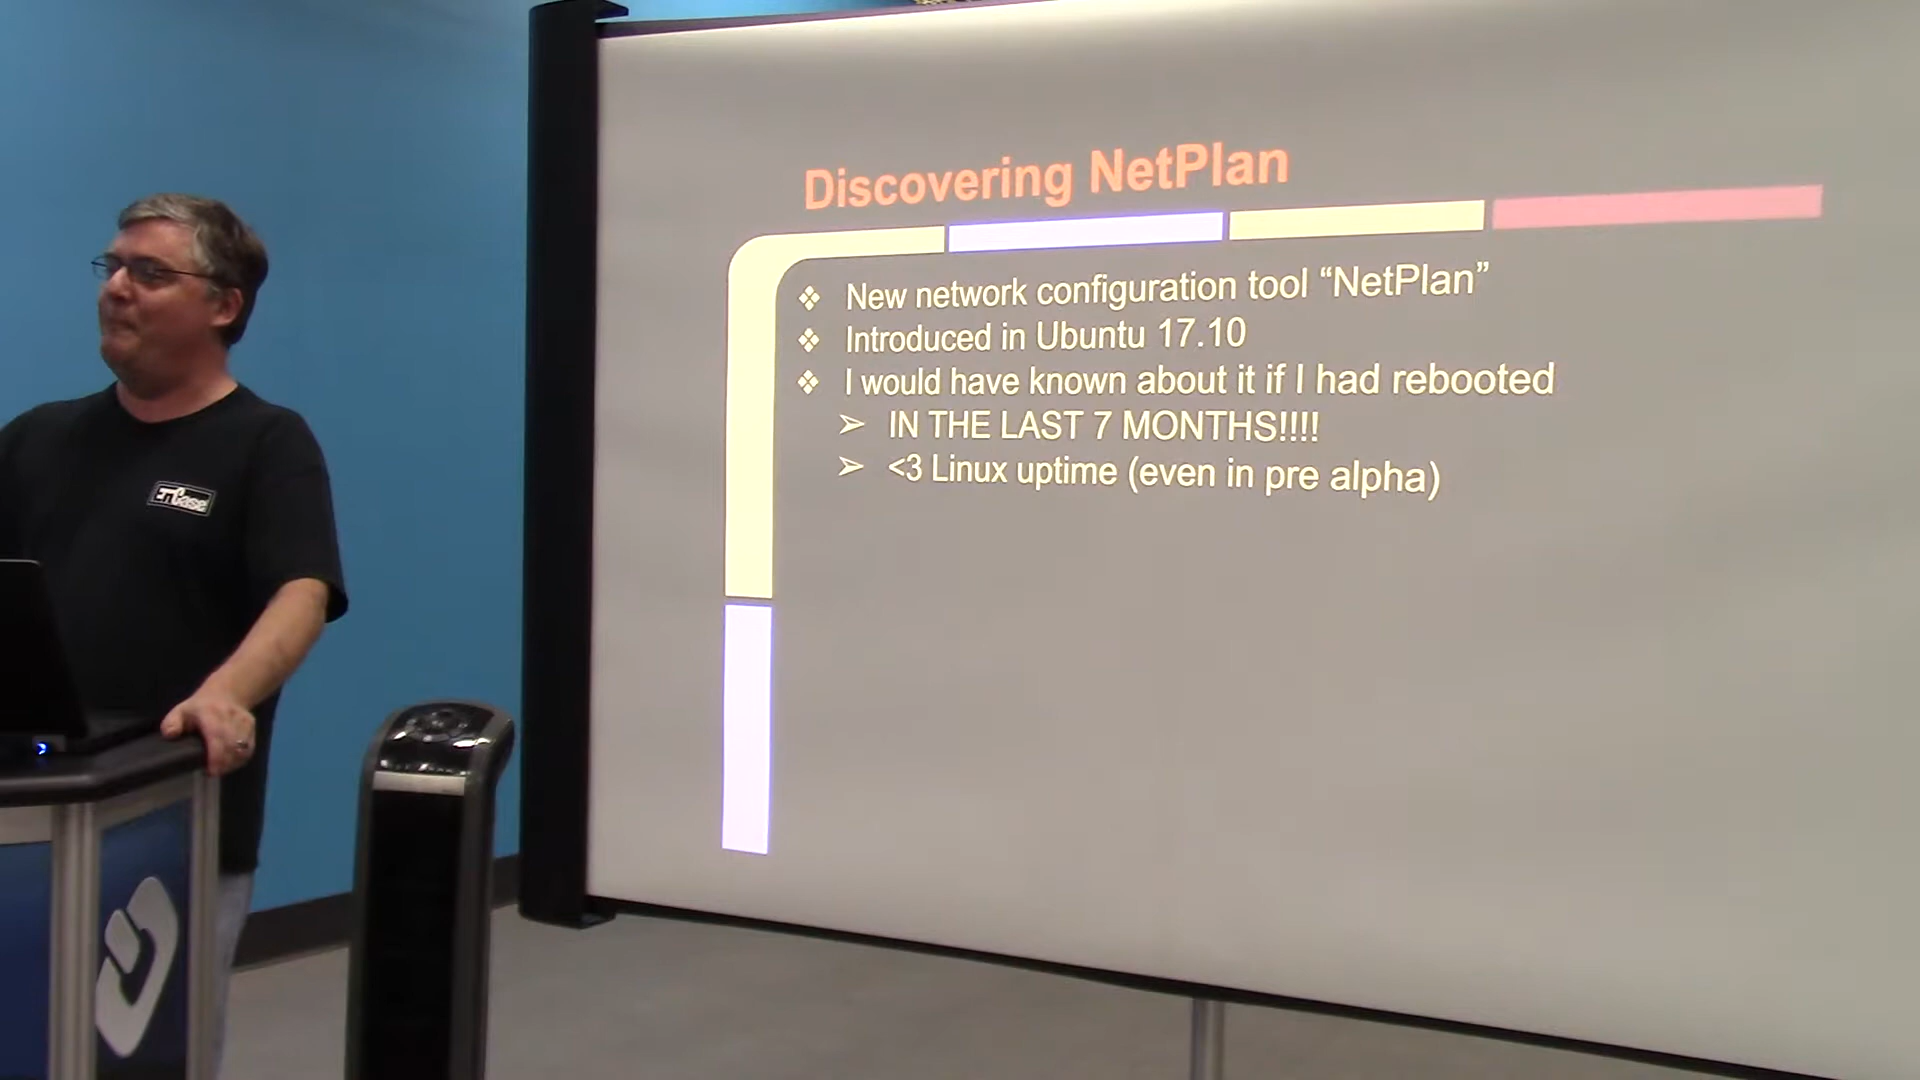 Discovering NetPlan
New network configuration tool “NetPlan”
Introduced in Ubuntu 17.10
I would have known about it if I had rebooted
IN THE LAST 7 MONTHS!!!!
<3 Linux uptime (even in pre alpha)
EnCase